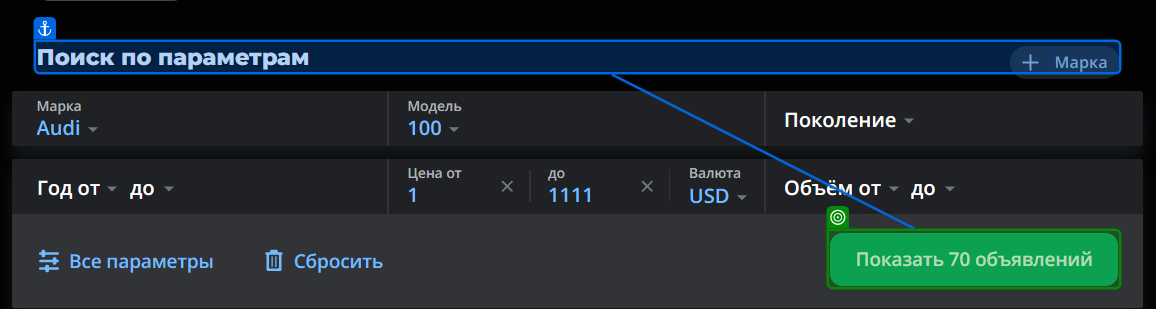 Поиск по параметрам
Марка
Марка Модель
Audi 100 Поколение
Цена от до Валюта
Год от до 1 1111 USD Объём от до
Все параметры Сбросить Показать 70 объявлений